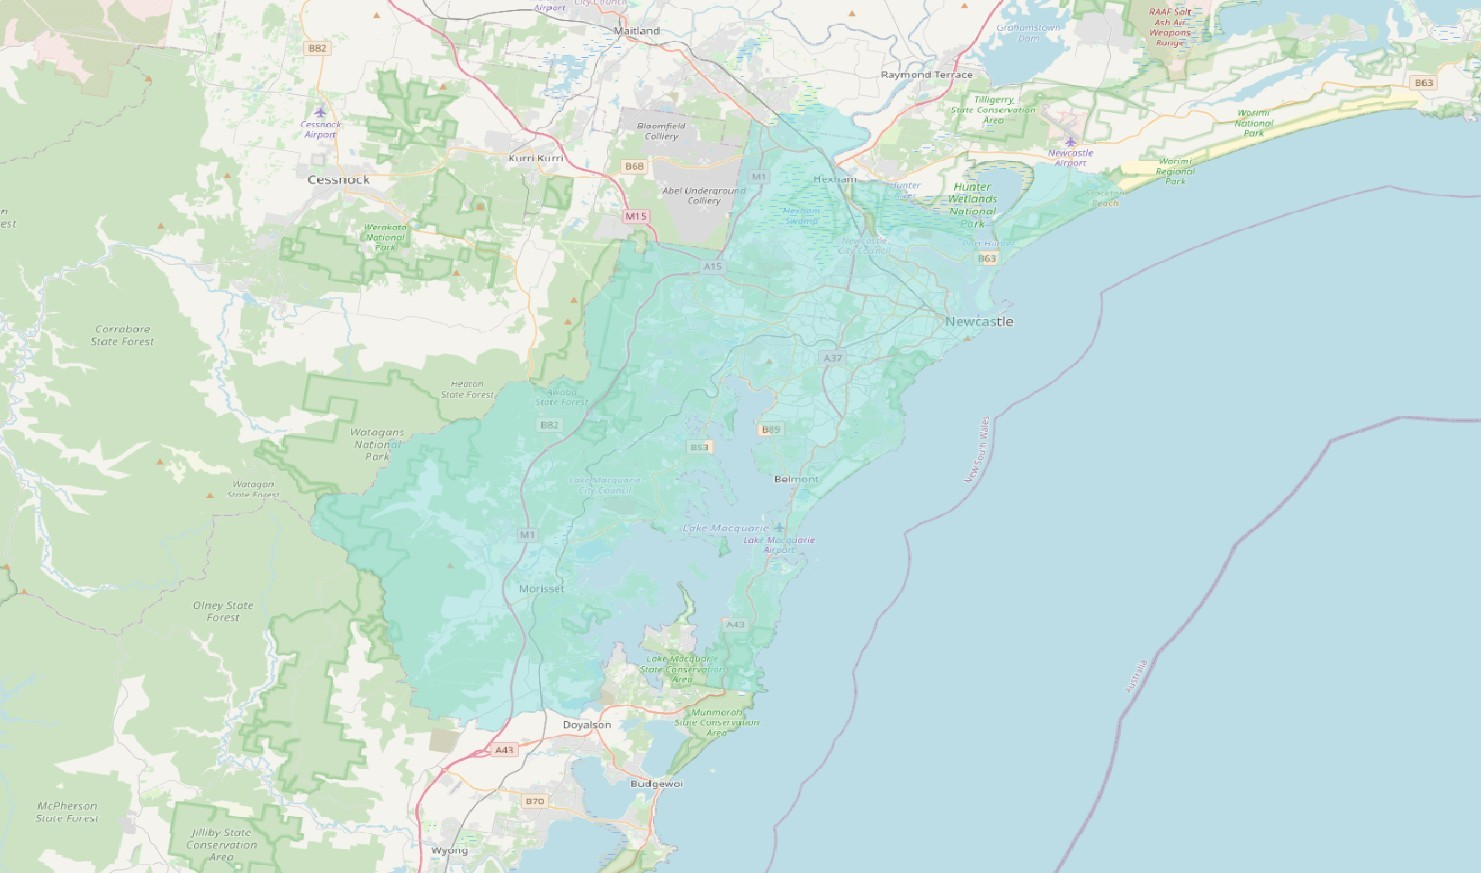 Airport
City Council
Maitland
RAAF Salt
Ash Air
Weapons
Range
Grahamstown
Dam
B82
Raymond Terrace
B63
Cessnock
Airport
Tilligerry
State Conservation
Area
Worimi
National
Park
Bloomfield
Colliery
Newcastle
Airport
Kurri Kurri
B68
Worimi
Regional
Park
Cessnock
M1
Hexham
Abel Underground
Colliery
Hunter
River
Hunter
Wetlands
National
Park
Stockton
Beach
est
M15
Hexham
Swamp
Werakata
National
Park
Newcastle
City Council
Port Hunter
B63
A15
Corrabare
State Forest
Newcastle
A37
Heaton
State Forest
Awaba
State Forest
B82
B89
Watagans
National
Park
B53
New South Wales
Watagan
State Forest
Lake Macquarie
City Council
Belmont
M1
Lake Macquarie
Lake Macquarie
Airport
Morisset
Olney State
Forest
A43
Lake Macquarie
State Conservation
Area
Australia
Doyalson
Munmorah
State Conservation
Area
A43
Budgewoi
B70
McPherson
State Forest
Jilliby State
Conservation
Area
Wyong